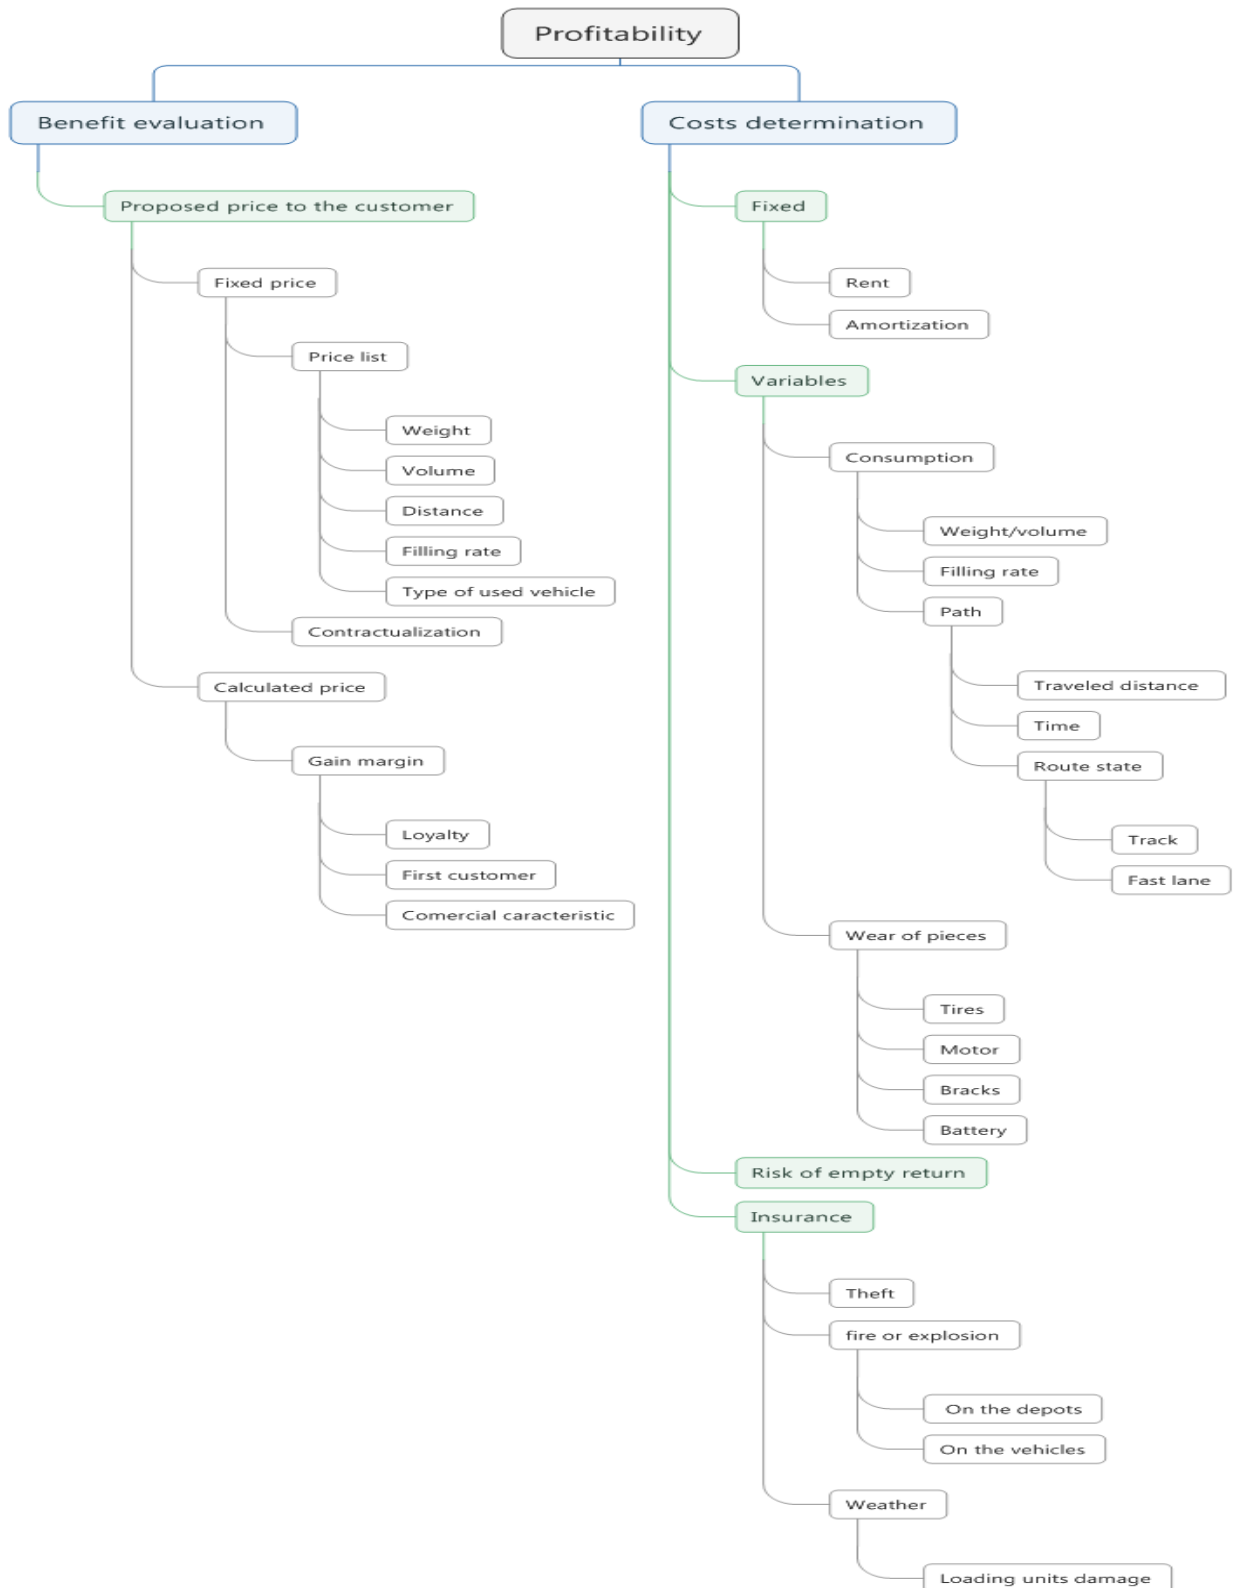 Profitability
Benefit evaluation
Proposed price to the customer
Fixed price
Price list
Weight
Volume
Distance
Filling rate
Type of used vehicle
Contractualization
Calculated price
Gain margin
Loyalty
First customer
Comercial caracteristic
Costs determination
Fixed
Rent
Amortization
Variables
Consumption
Weight/volume
Filling rate
Path
Traveled distance
Time
Route state
Track
Fast lane
Wear of pieces
Tires
Motor
Bracks
Battery
Risk of empty return
Insurance
Theft
fire or explosion
On the depots
On the vehicles
Weather
Loading units damage